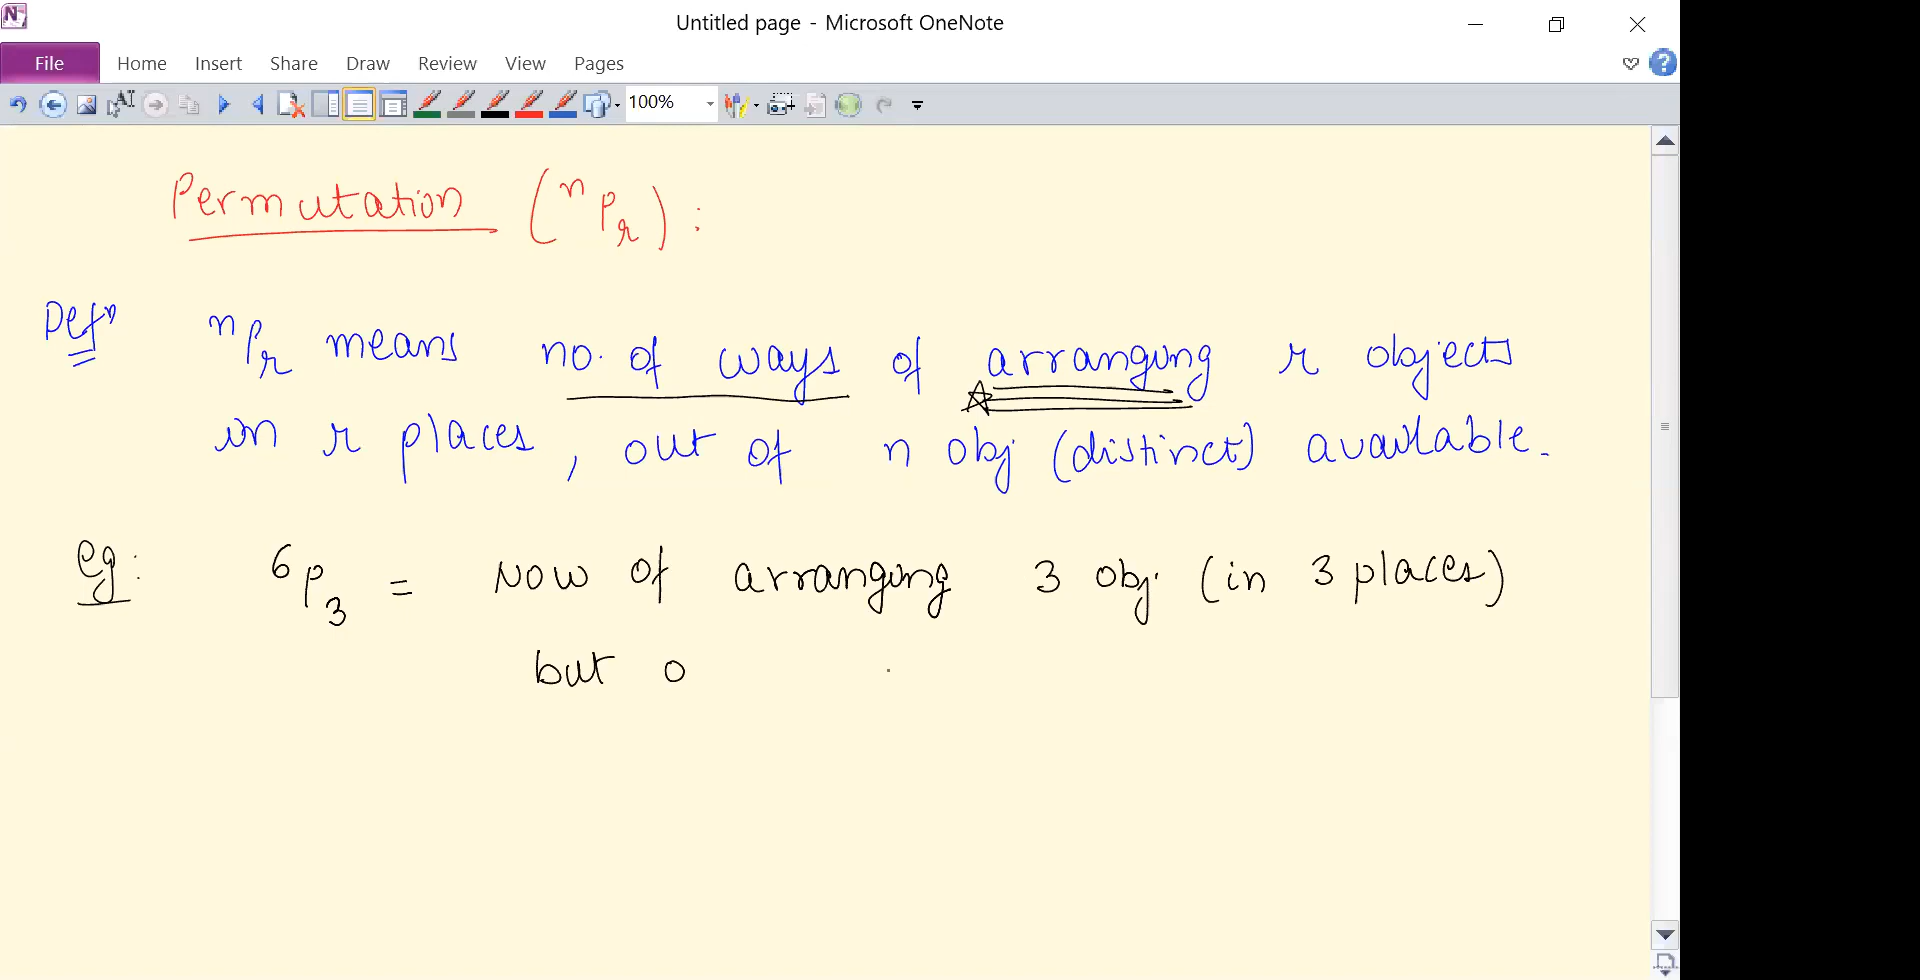 Untitled page - Microsoft OneNote
File Home Insert Share Draw Review View Pages
100%
Permutation (ⁿPᵣ):
Defⁿ ⁿPᵣ means no. of ways of arranging r objects
in r places, out of n obj (distinct) available.
eg: ⁶P₃ = Now of arranging 3 obj. (in 3 places)
but o